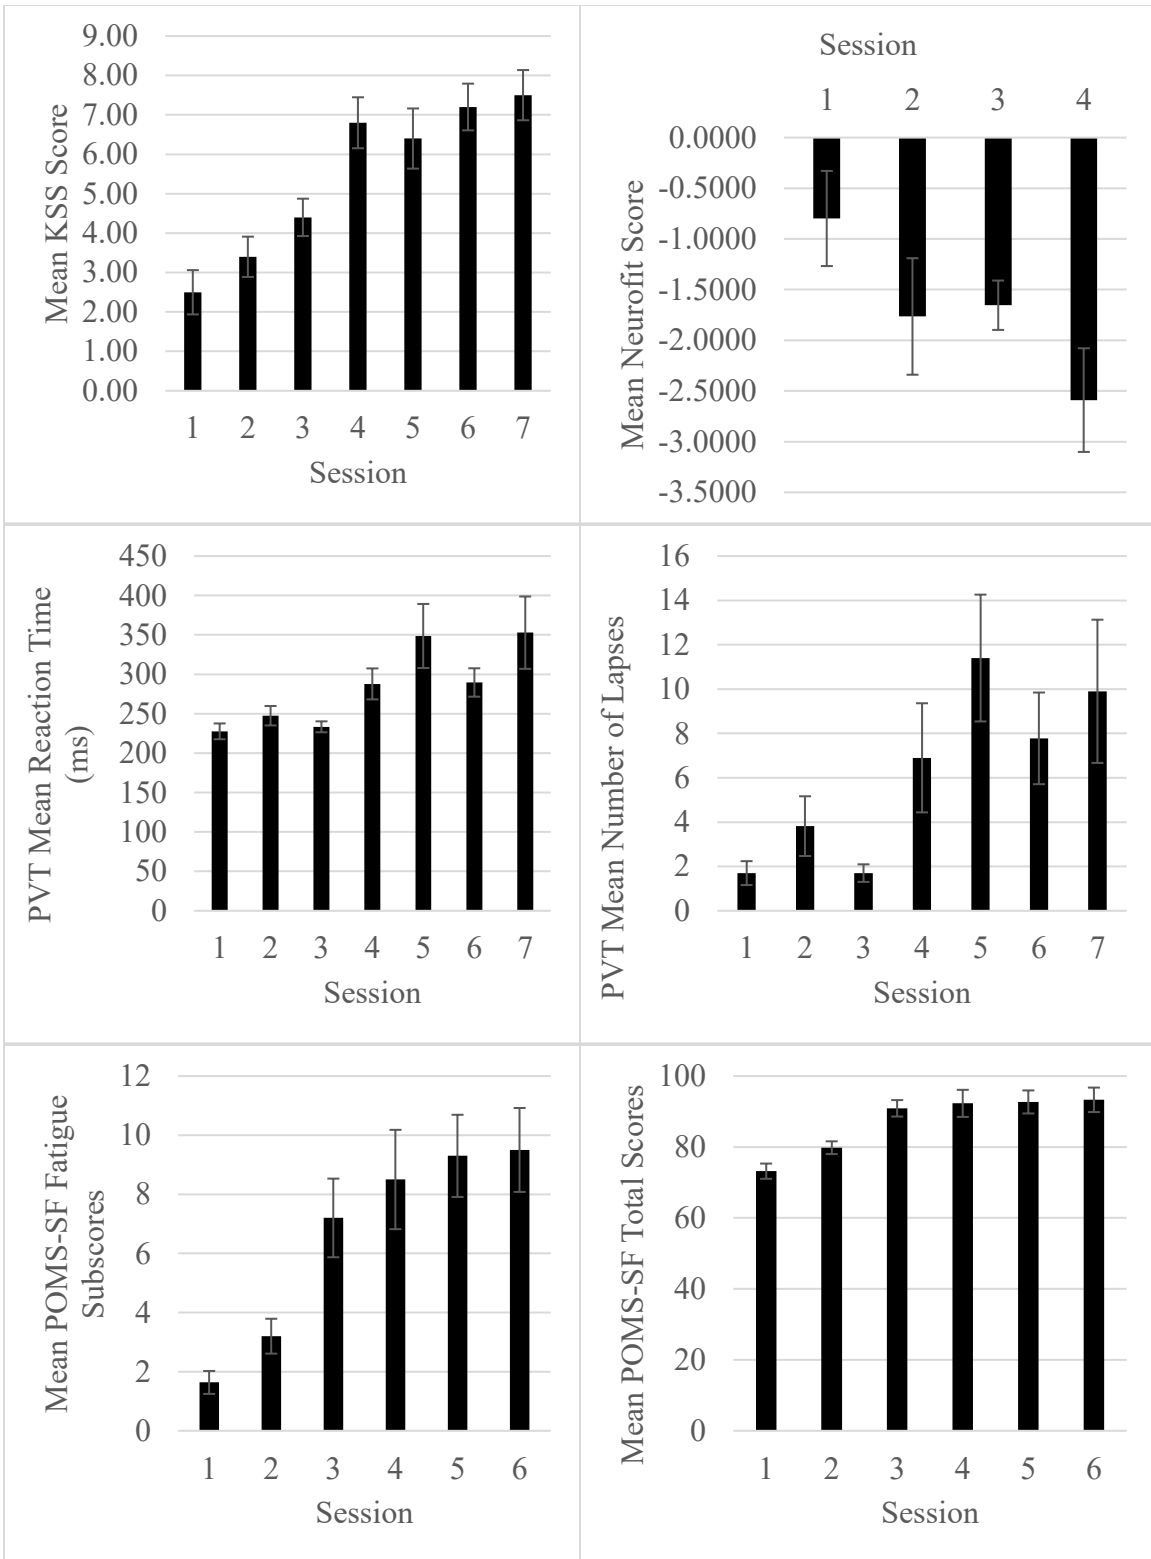 Mean KSS Score
9.00
8.00
7.00
6.00
5.00
4.00
3.00
2.00
1.00
0.00
1 2 3 4 5 6 7
Session
Session
1 2 3 4
Mean Neurofit Score
0.0000
-0.5000
-1.0000
-1.5000
-2.0000
-2.5000
-3.0000
-3.5000
PVT Mean Reaction Time
(ms)
450
400
350
300
250
200
150
100
50
0
1 2 3 4 5 6 7
Session
PVT Mean Number of Lapses
16
14
12
10
8
6
4
2
0
1 2 3 4 5 6 7
Session
Mean POMS-SF Fatigue
Subscores
12
10
8
6
4
2
0
1 2 3 4 5 6
Session
Mean POMS-SF Total Scores
100
80
60
40
20
0
1 2 3 4 5 6
Session